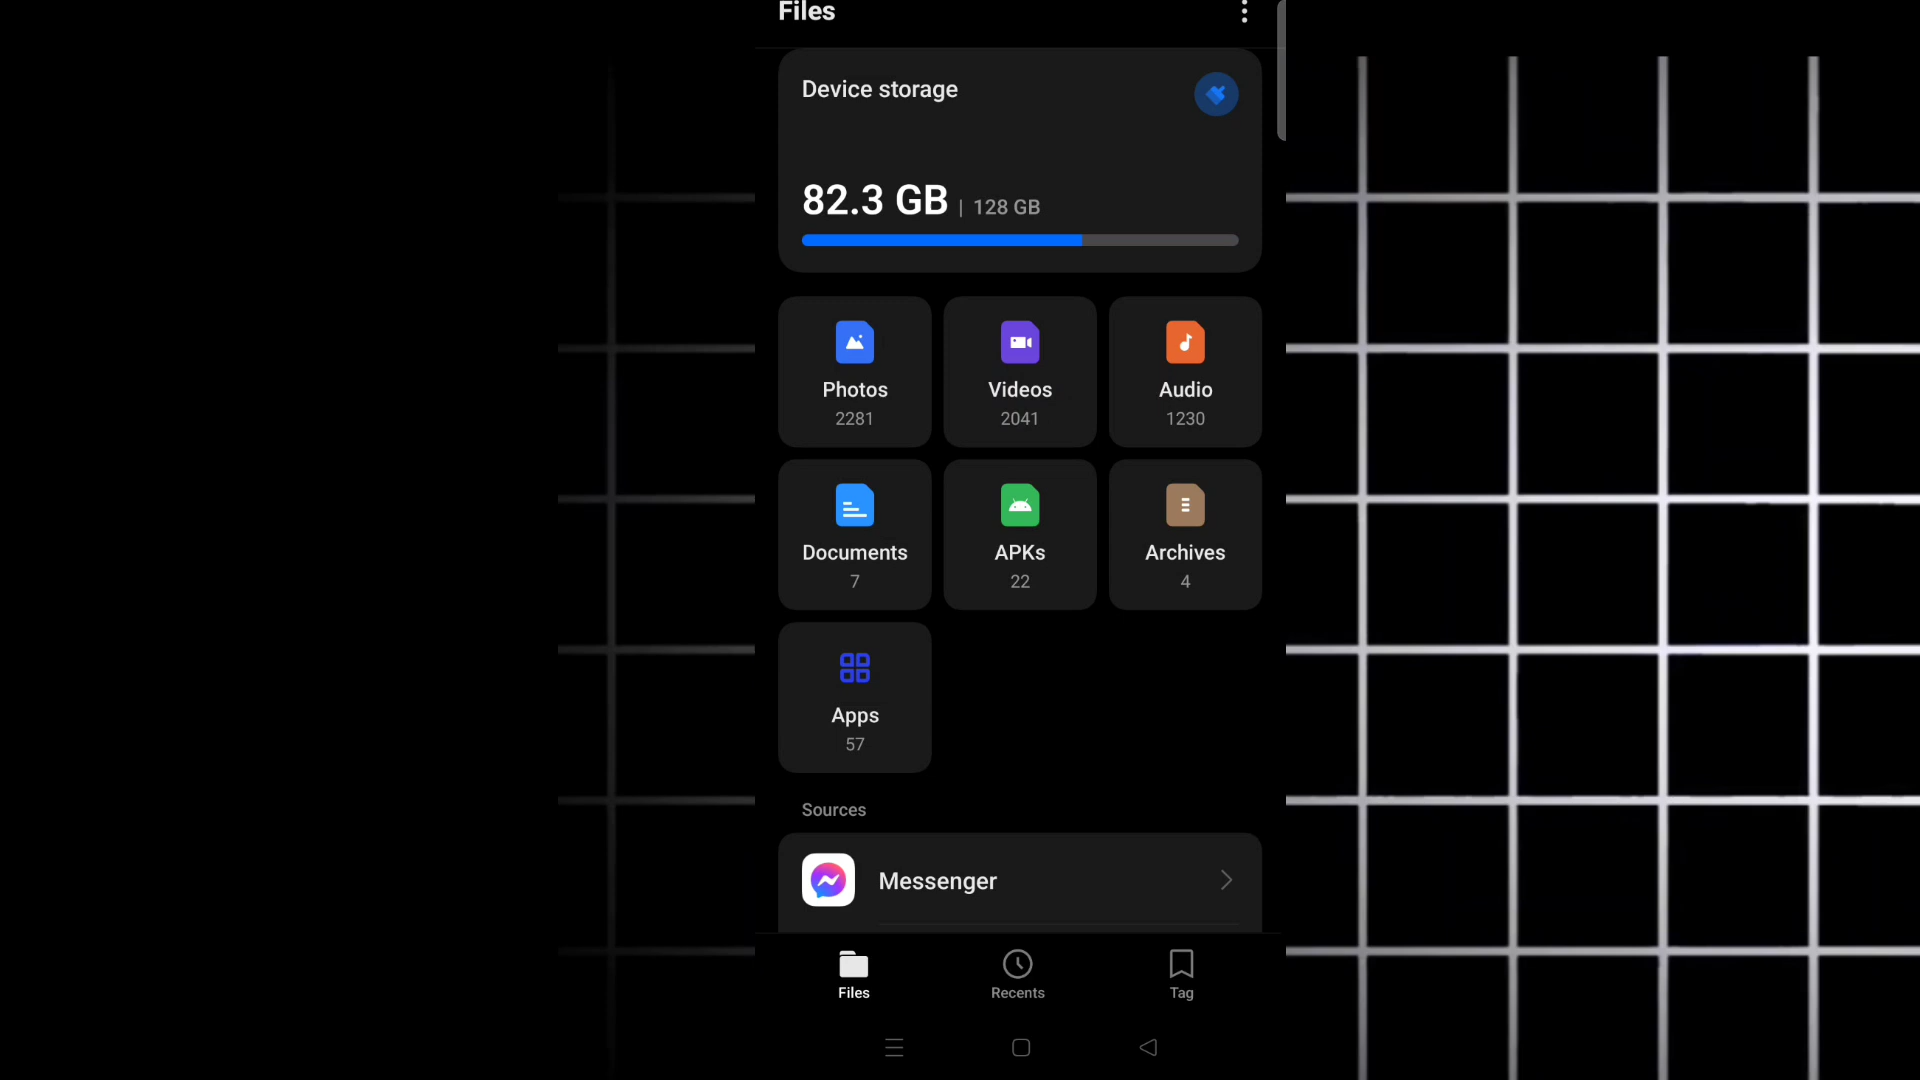 Files
Device storage
82.3 GB | 128 GB
Photos
2281
Videos
2041
Audio
1230
Documents
7
APKs
22
Archives
4
Apps
57
Sources
Messenger
Files
Recents
Tag